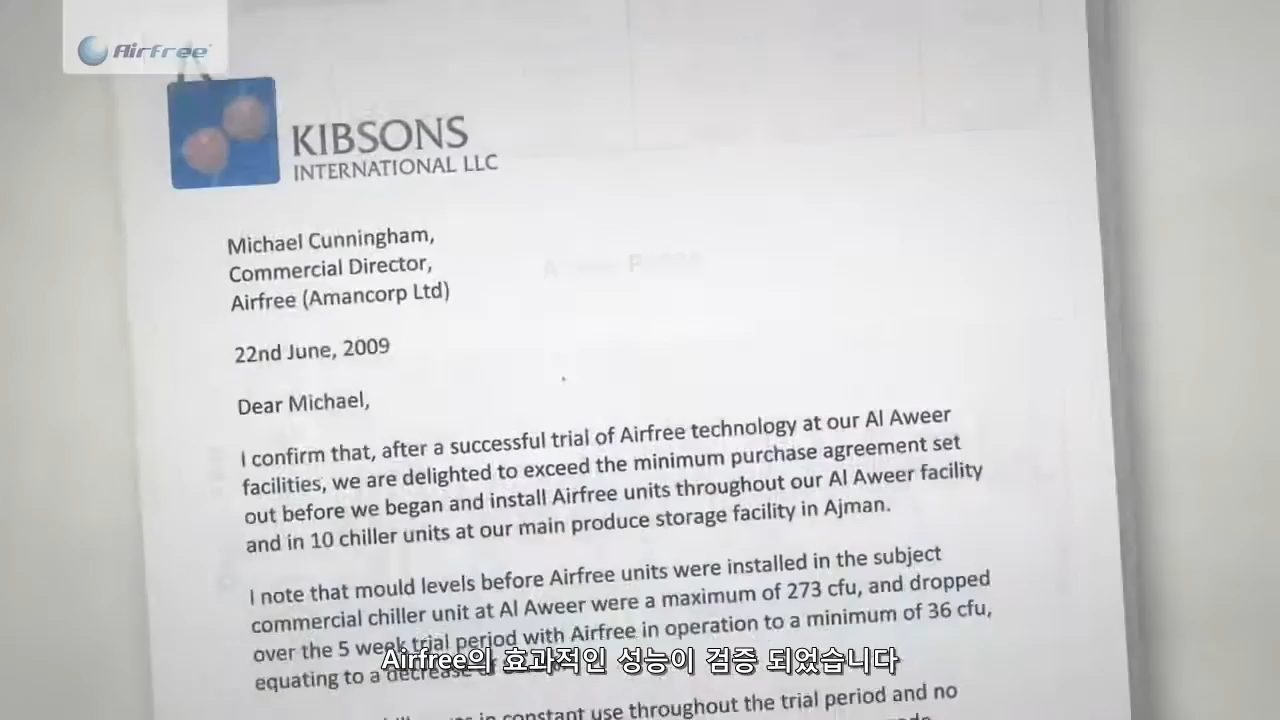 Airfree
KIBSONS
INTERNATIONAL LLC
Michael Cunningham,
Commercial Director,
Airfree (Amancorp Ltd)
22nd June, 2009
Dear Michael,
I confirm that, after a successful trial of Airfree technology at our Al Aweer
facilities, we are delighted to exceed the minimum purchase agreement set
out before we began and install Airfree units throughout our Al Aweer facility
and in 10 chiller units at our main produce storage facility in Ajman.
I note that mould levels before Airfree units were installed in the subject
commercial chiller unit at Al Aweer were a maximum of 273 cfu, and dropped
over the 5 week trial period with Airfree in operation to a minimum of 36 cfu,
equating to a decrease of
Airfree의 효과적인 성능이 검증 되었습니다
in constant use throughout the trial period and no